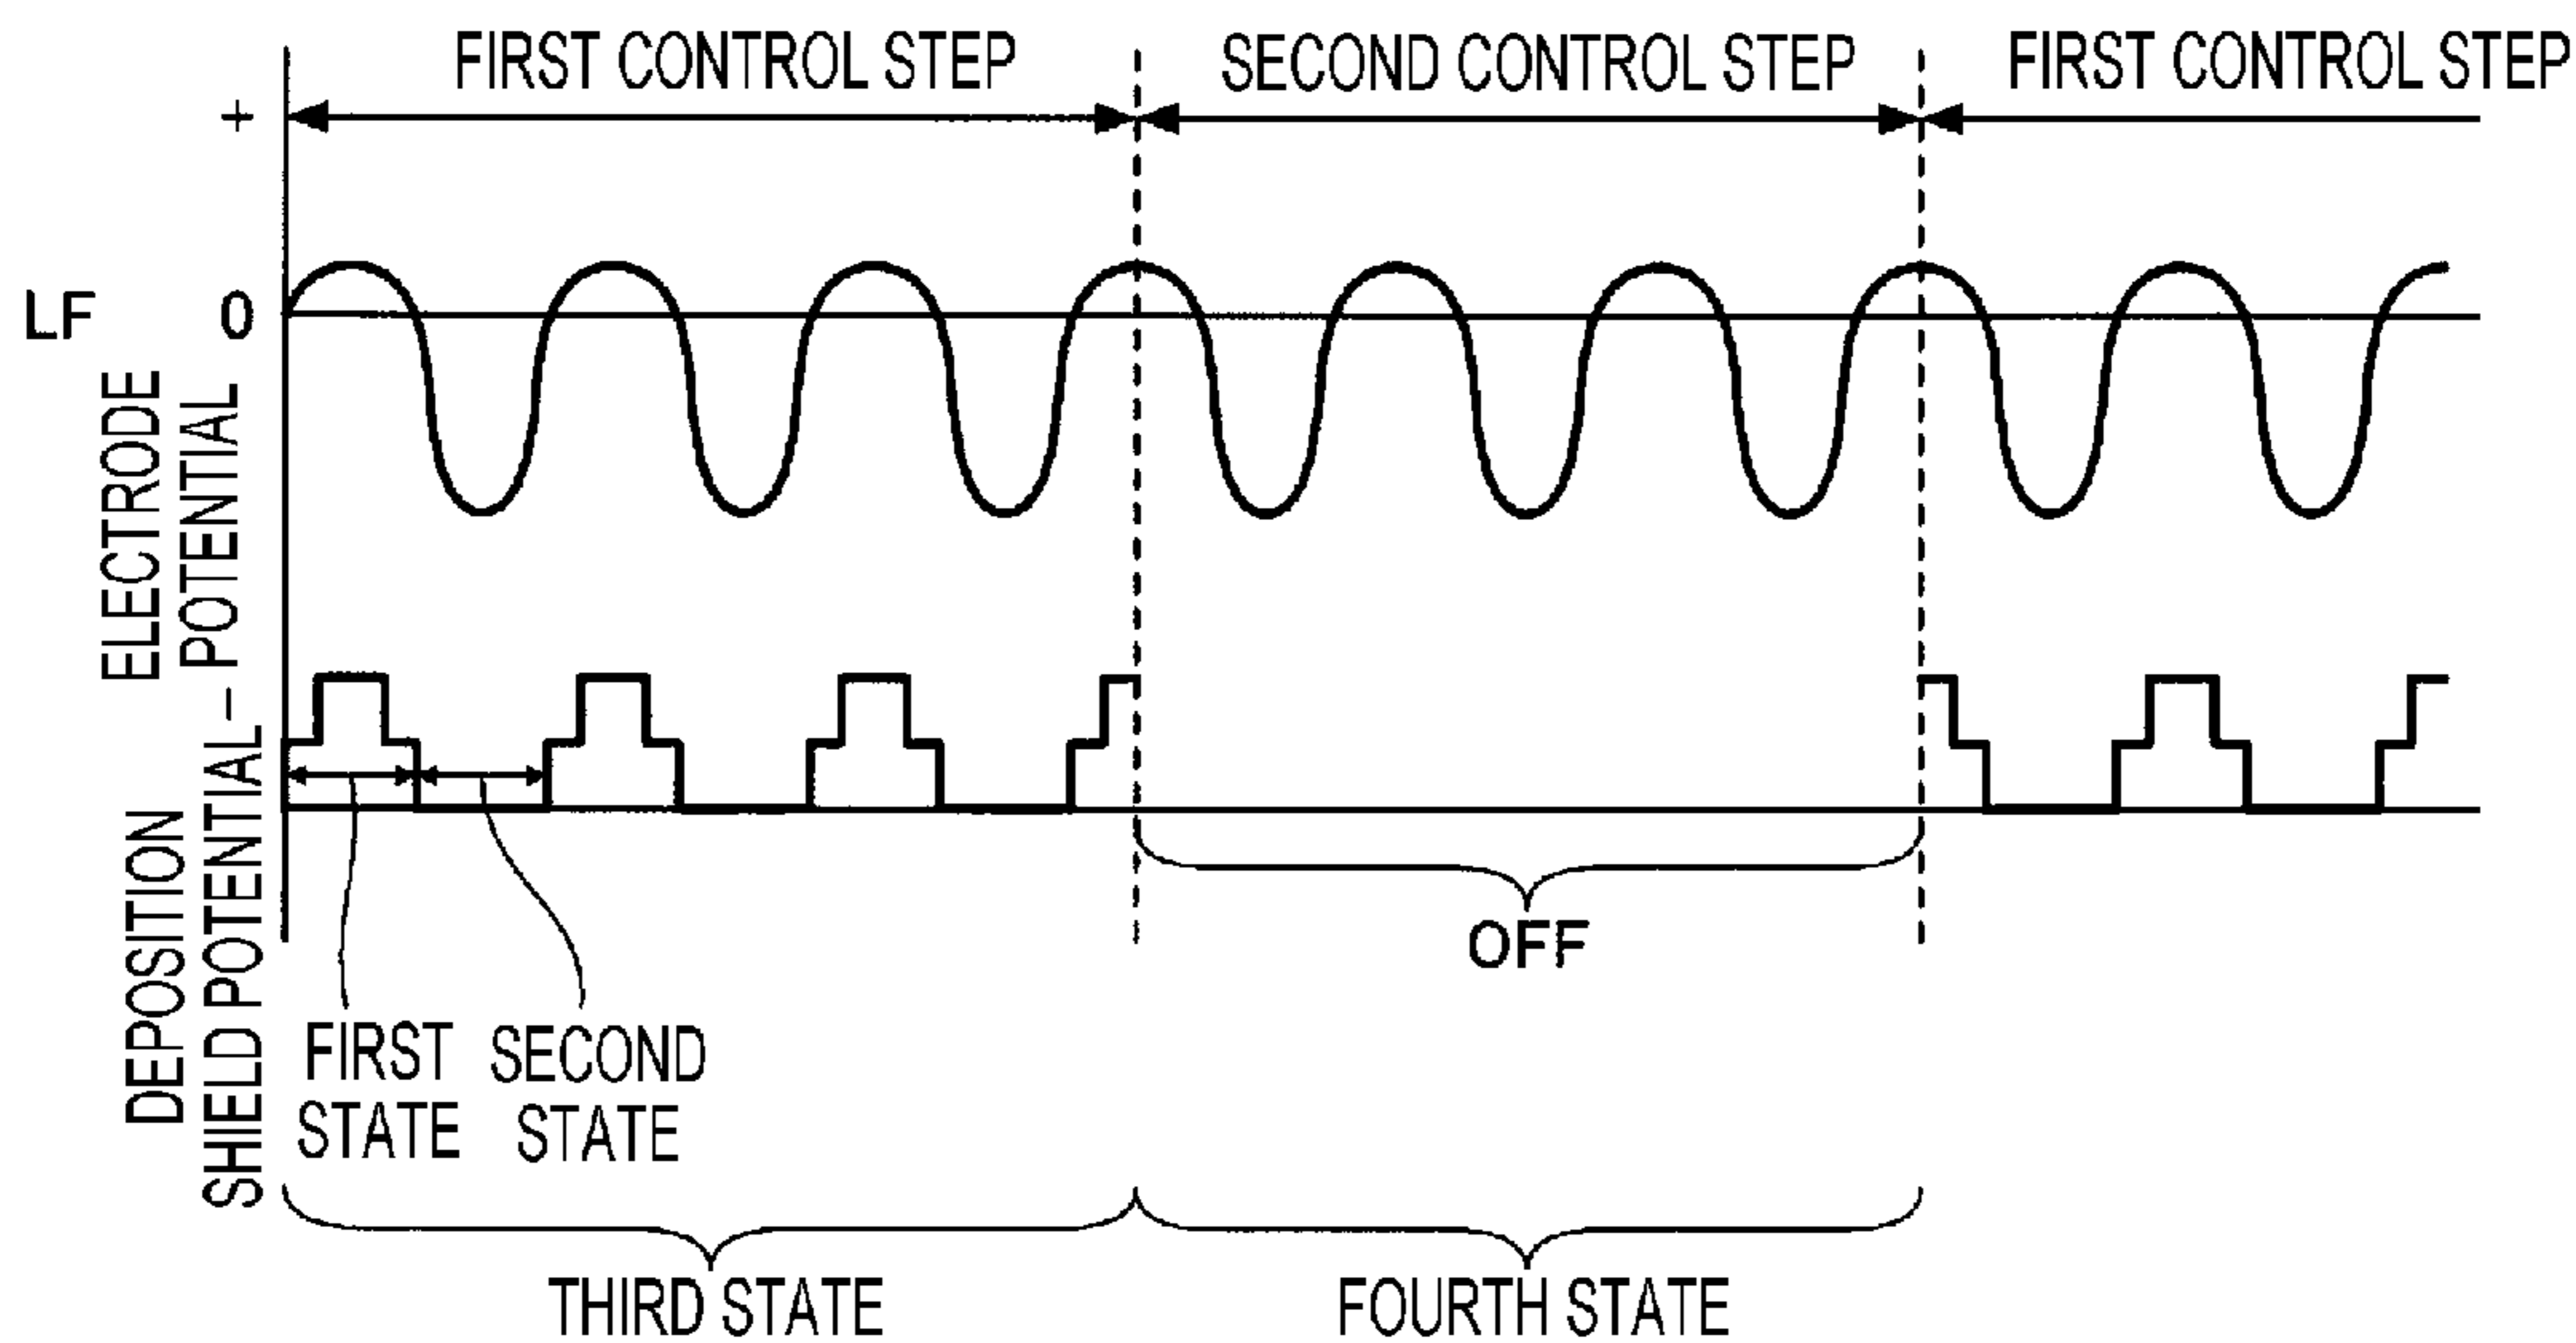 FIRST CONTROL STEP
SECOND CONTROL STEP
FIRST CONTROL STEP
+
LF
0
ELECTRODE
POTENTIAL
−
DEPOSITION
SHIELD POTENTIAL
OFF
FIRST
STATE
SECOND
STATE
THIRD STATE
FOURTH STATE